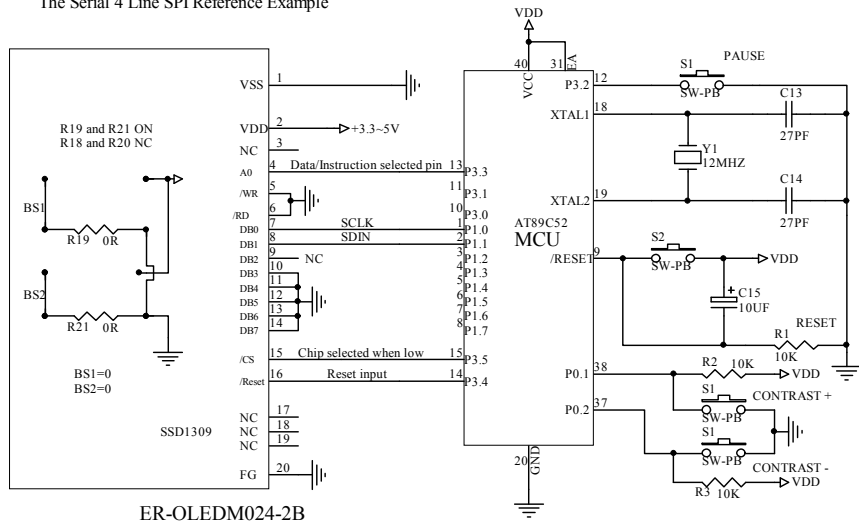 The Serial 4 Line SPI Reference Example
R19 and R21 ON
R18 and R20 NC
BS1
R19 0R
BS2
R21 0R
BS1=0
BS2=0
SSD1309
ER-OLEDM024-2B
VSS 1
VDD 2 +3.3~5V
NC 3
A0 4 Data/Instruction selected pin 13 P3.3
/WR 5
/RD 6
DB0 7 SCLK 1 P1.0
DB1 8 SDIN 2 P1.1
DB2 9 NC
DB3 10
DB4 11
DB5 12
DB6 13
DB7 14
/CS 15 Chip selected when low 15 P3.5
/Reset 16 Reset input 14 P3.4
NC 17
NC 18
NC 19
FG 20
11 P3.1
10 P3.0
3 P1.2
4 P1.3
5 P1.4
6 P1.5
7 P1.6
8 P1.7
AT89C52
MCU
VDD
40 VCC
31 EA
20 GND
P3.2 12
XTAL1 18
XTAL2 19
/RESET 9
P0.1 38
P0.2 37
S1 PAUSE
SW-PB
C13
27PF
Y1
12MHZ
C14
27PF
S2
SW-PB
VDD
+
C15
10UF
RESET
R1
10K
R2 10K
VDD
S1 CONTRAST +
SW-PB
S1
SW-PB
CONTRAST -
R3 10K
VDD